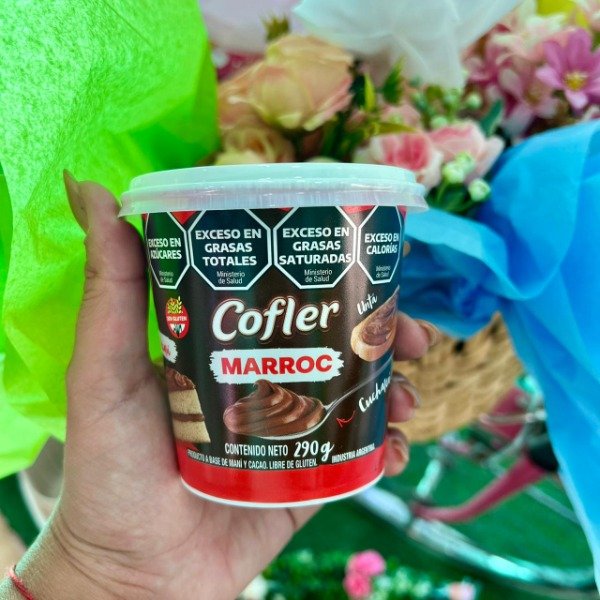 EXCESO EN
AZÚCARES
Ministerio
de Salud
EXCESO EN
GRASAS
TOTALES
Ministerio
de Salud
EXCESO EN
GRASAS
SATURADAS
Ministerio
de Salud
EXCESO EN
CALORÍAS
Ministerio
de Salud
SIN GLUTEN
Cofler
MARROC
Untá
CONTENIDO NETO 290g
PRODUCTO A BASE DE MANÍ Y CACAO. LIBRE DE GLUTEN.
INDUSTRIA ARGENTINA